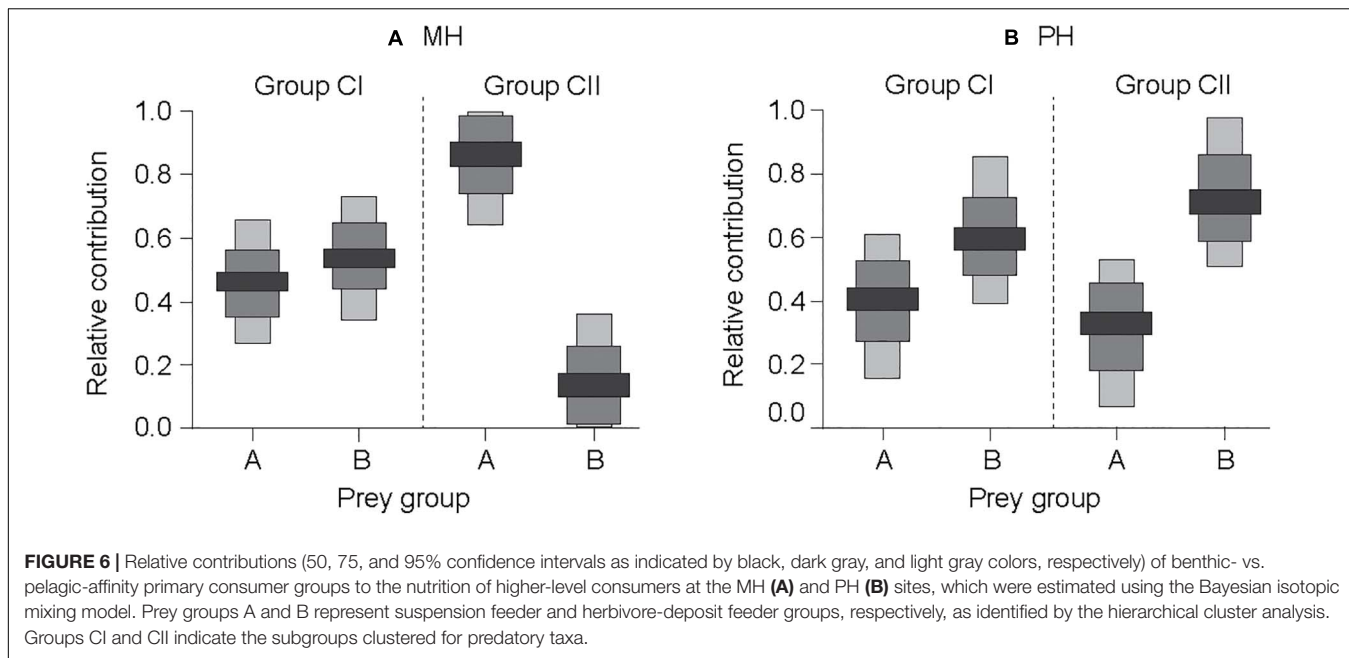 A MH
Group CI Group CII
1.0
0.8
0.6
0.4
0.2
0.0
Relative contribution
A B A B
Prey group
B PH
Group CI Group CII
1.0
0.8
0.6
0.4
0.2
0.0
Relative contribution
A B A B
Prey group
FIGURE 6 | Relative contributions (50, 75, and 95% confidence intervals as indicated by black, dark gray, and light gray colors, respectively) of benthic- vs.
pelagic-affinity primary consumer groups to the nutrition of higher-level consumers at the MH (A) and PH (B) sites, which were estimated using the Bayesian isotopic
mixing model. Prey groups A and B represent suspension feeder and herbivore-deposit feeder groups, respectively, as identified by the hierarchical cluster analysis.
Groups CI and CII indicate the subgroups clustered for predatory taxa.